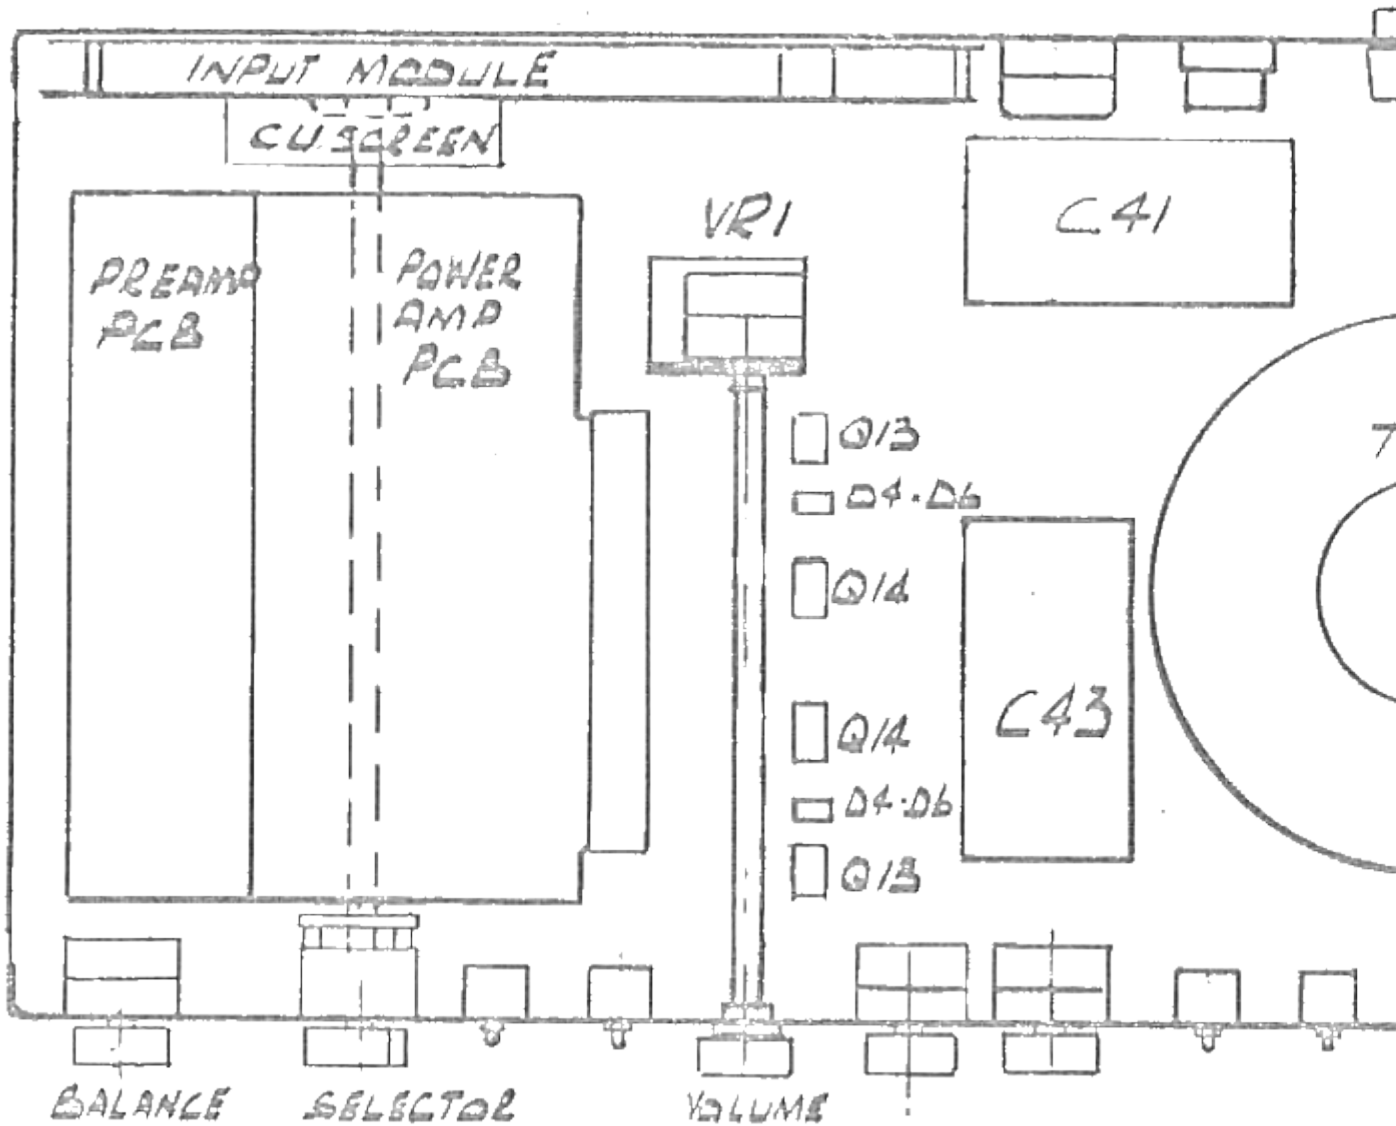 INPUT MODULE
CU SCREEN
VR1
C41
PREAMP
PCB
POWER
AMP
PCB
Q13
D4-D6
Q14
C43
Q14
D4-D6
Q13
BALANCE
SELECTOR
VOLUME